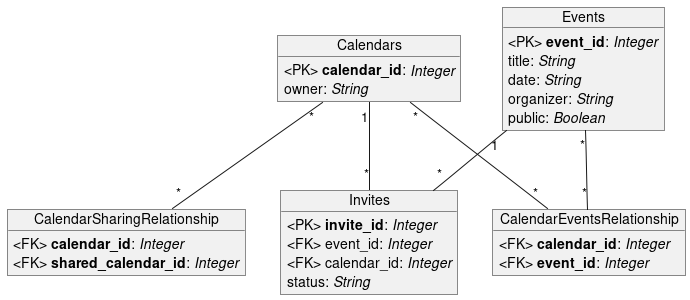 Events
<PK> event_id: Integer
title: String
date: String
organizer: String
public: Boolean
Calendars
<PK> calendar_id: Integer
owner: String
* 1 * 1 *
* * * * *
CalendarSharingRelationship
<FK> calendar_id: Integer
<FK> shared_calendar_id: Integer
Invites
<PK> invite_id: Integer
<FK> event_id: Integer
<FK> calendar_id: Integer
status: String
CalendarEventsRelationship
<FK> calendar_id: Integer
<FK> event_id: Integer